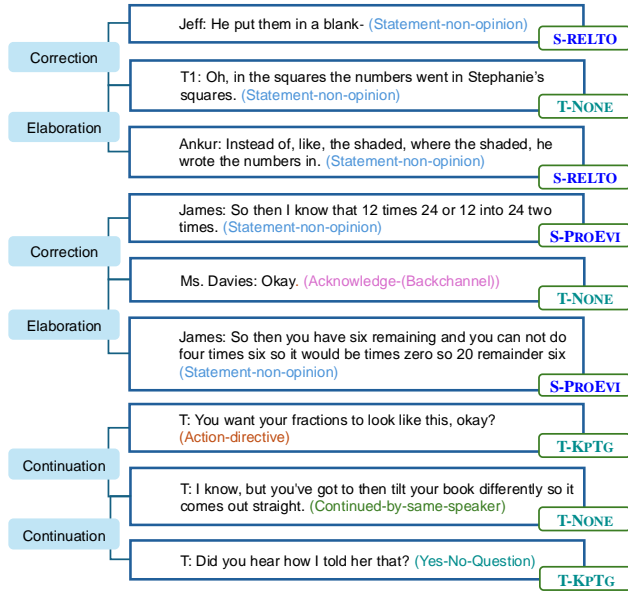 Jeff: He put them in a blank- (Statement-non-opinion)
S-RELTO
Correction
T1: Oh, in the squares the numbers went in Stephanie's
squares. (Statement-non-opinion)
T-NONE
Elaboration
Ankur: Instead of, like, the shaded, where the shaded, he
wrote the numbers in. (Statement-non-opinion)
S-RELTO
James: So then I know that 12 times 24 or 12 into 24 two
times. (Statement-non-opinion)
S-PROEVI
Correction
Ms. Davies: Okay. (Acknowledge-(Backchannel))
T-NONE
Elaboration
James: So then you have six remaining and you can not do
four times six so it would be times zero so 20 remainder six
(Statement-non-opinion)
S-PROEVI
T: You want your fractions to look like this, okay?
(Action-directive)
T-KPTG
Continuation
T: I know, but you've got to then tilt your book differently so it
comes out straight. (Continued-by-same-speaker)
T-NONE
Continuation
T: Did you hear how I told her that? (Yes-No-Question)
T-KPTG